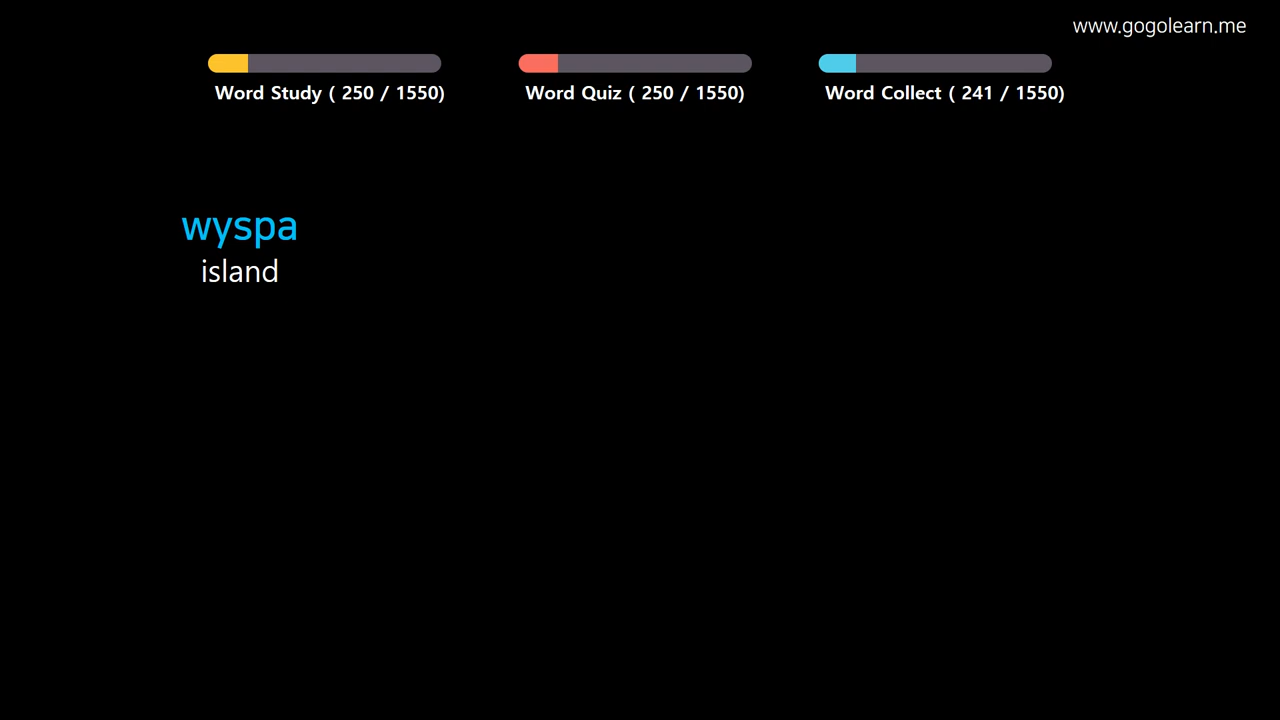 www.gogolearn.me
Word Study ( 250 / 1550)
Word Quiz ( 250 / 1550)
Word Collect ( 241 / 1550)
wyspa
island